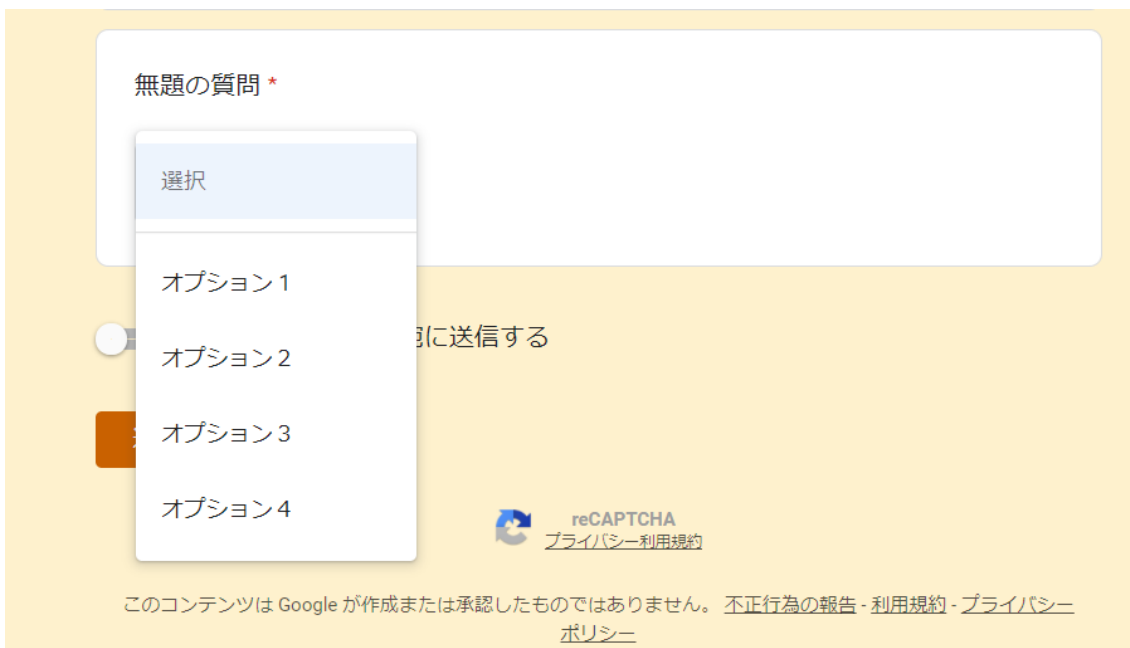 無題の質問 *
選択
オプション 1
に送信する
オプション 2
オプション 3
オプション 4
reCAPTCHA
プライバシー利用規約
このコンテンツは Google が作成または承認したものではありません。 不正行為の報告 - 利用規約 - プライバシー
ポリシー